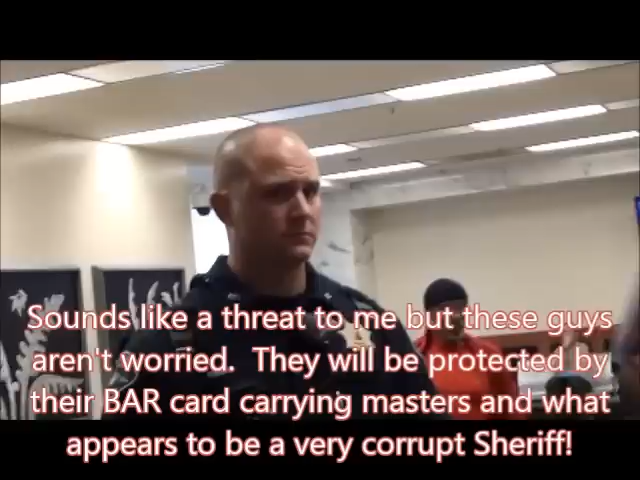 Sounds like a threat to me but these guys
aren't worried.  They will be protected by
their BAR card carrying masters and what
appears to be a very corrupt Sheriff!